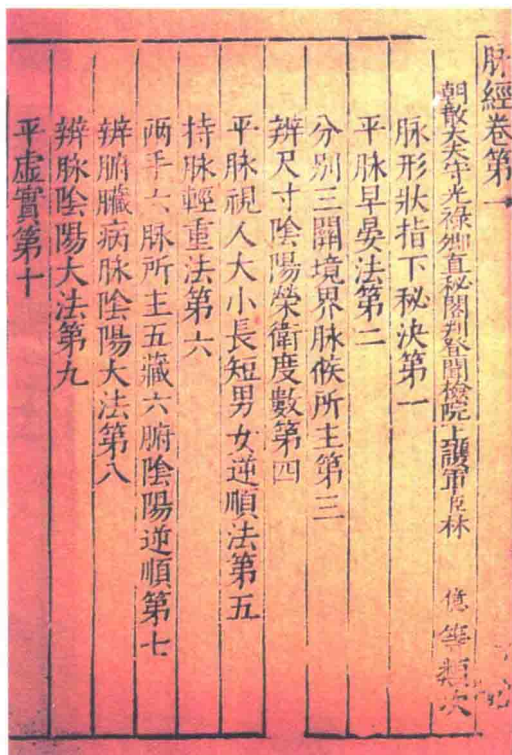 脉經卷第一
朝散大夫守光祿卿直秘閣判登聞檢院上護軍臣林億等類次
脉形狀指下秘决第一
平脉早晏法第二
分别三關境界脉候所主第三
辨尺寸陰陽榮衛度數第四
平脉視人大小長短男女逆順法第五
持脉輕重法第六
兩手六脉所主五藏六腑陰陽逆順第七
辨腑臟病脉陰陽大法第八
辨脉陰陽大法第九
平虛實第十